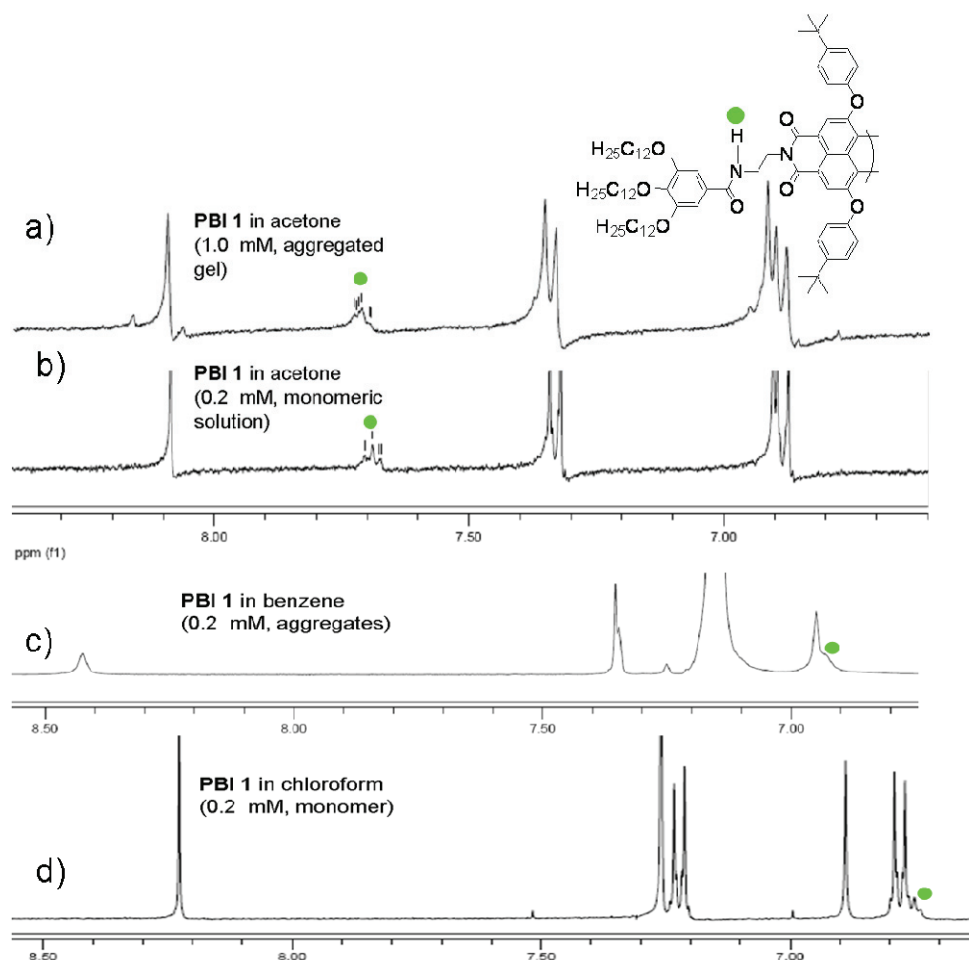 O
O
H
O
N
H₂₅C₁₂O
H₂₅C₁₂O
N
O
O
H₂₅C₁₂O
O
a)
PBI 1 in acetone
(1.0 mM, aggregated
gel)
b)
PBI 1 in acetone
(0.2 mM, monomeric
solution)
8.00 7.50 7.00
ppm (f1)
c)
PBI 1 in benzene
(0.2 mM, aggregates)
8.50 8.00 7.50 7.00
d)
PBI 1 in chloroform
(0.2 mM, monomer)
8.50 8.00 7.50 7.00